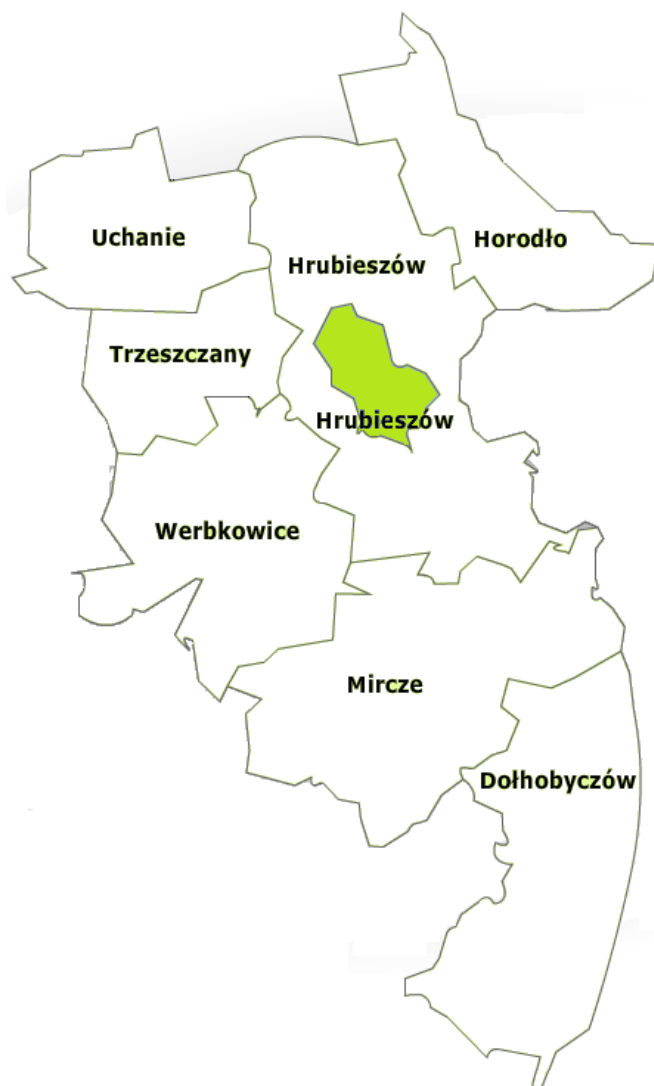 Uchanie
Horodło
Hrubieszów
Trzeszczany
Hrubieszów
Werbkowice
Mircze
Dołhobyczów